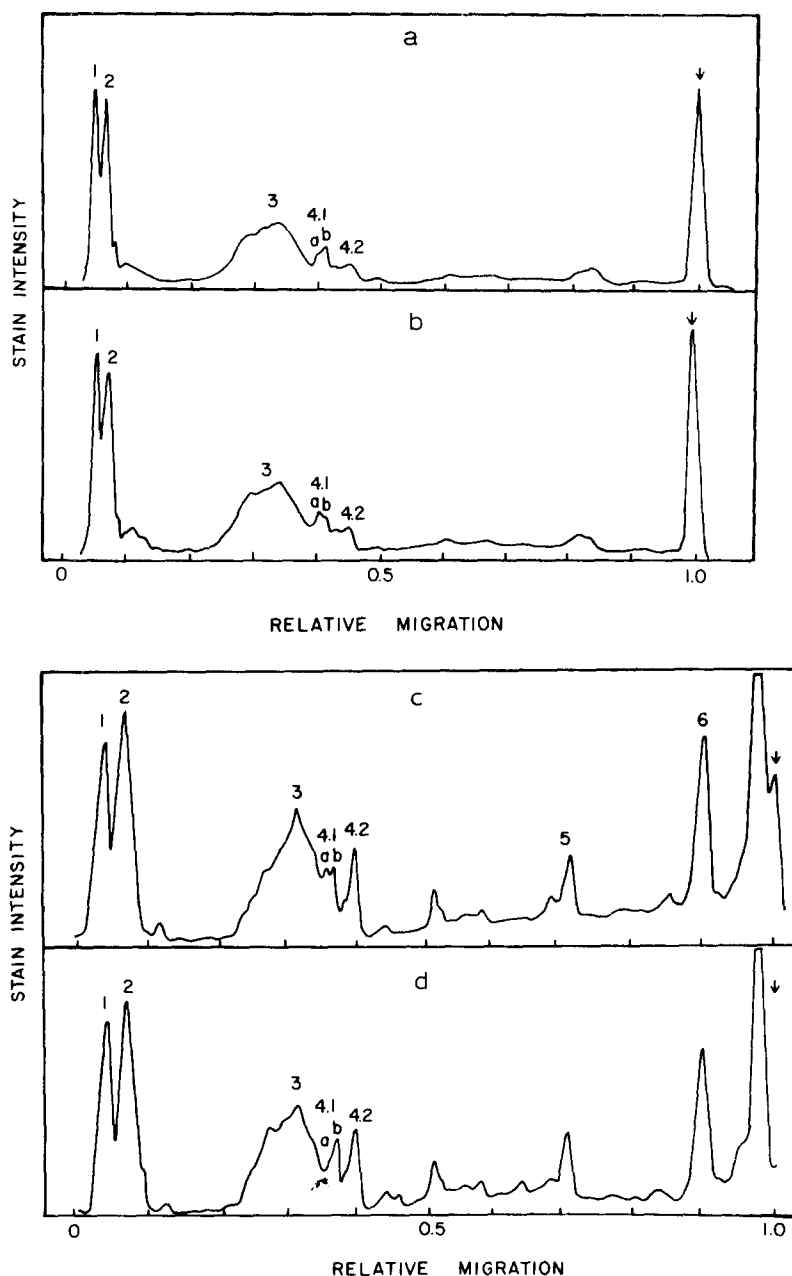 a
1
2
3
4.1
a b
4.2
↓
STAIN INTENSITY
b
1
2
3
4.1
a b
4.2
↓
0 0.5 1.0
RELATIVE MIGRATION
c
1
2
3
4.1
a b
4.2
5
6
↓
STAIN INTENSITY
d
1
2
3
4.1
a b
4.2
↓
0 0.5 1.0
RELATIVE MIGRATION